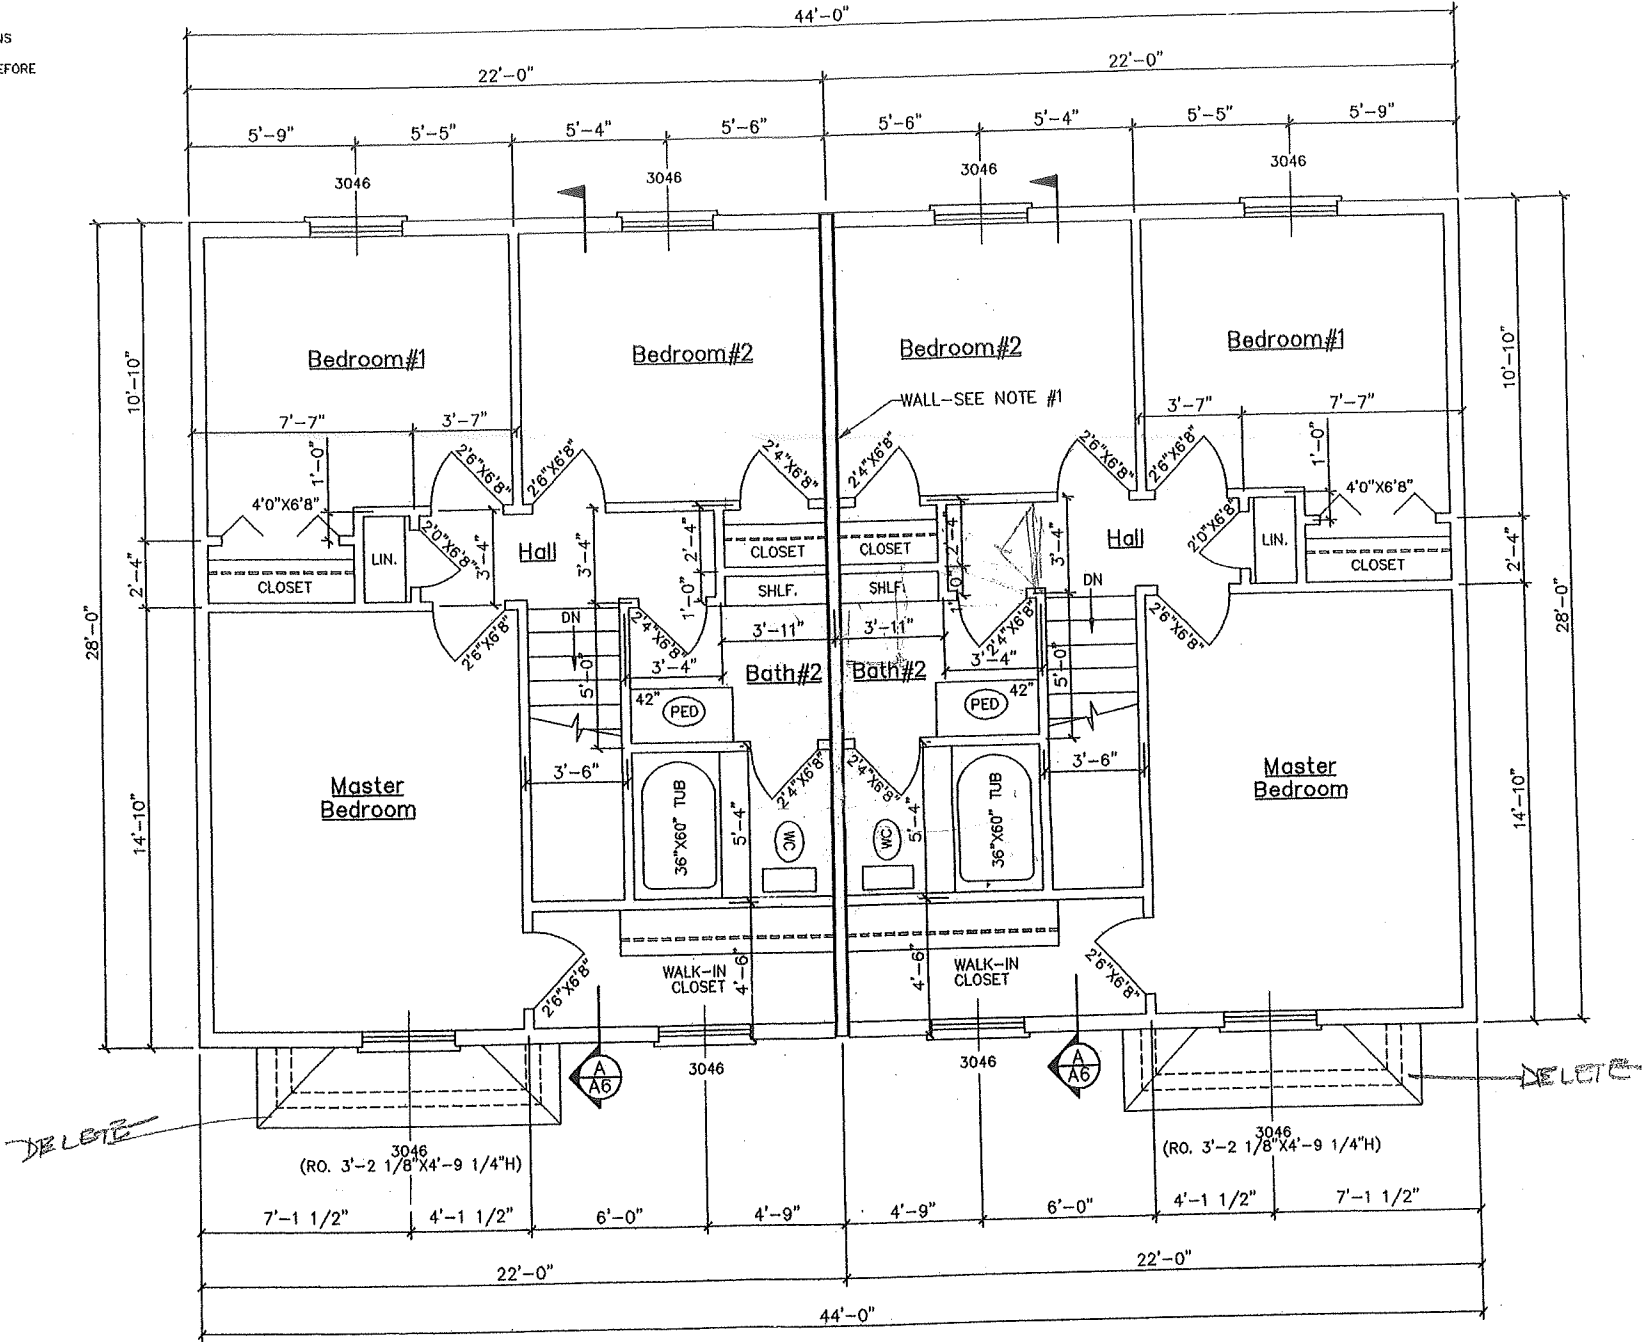 NS
EFORE
44'-0"
22'-0" 22'-0"
5'-9" 5'-5" 5'-4" 5'-6" 5'-6" 5'-4" 5'-5" 5'-9"
3046 3046 3046 3046
Bedroom#1 Bedroom#2 Bedroom#2 Bedroom#1
WALL-SEE NOTE #1
10'-10" 10'-10"
7'-7" 3'-7" 3'-7" 7'-7"
1'-0" 1'-0"
2'6"X6'8" 2'6"X6'8" 2'4"X6'8" 2'4"X6'8" 2'6"X6'8" 2'6"X6'8"
4'0"X6'8" 4'0"X6'8"
2'0"X6'8" 2'0"X6'8"
LIN. Hall CLOSET CLOSET Hall LIN.
3'-4" 3'-4" 2'-4" 2'-4" 3'-4"
CLOSET CLOSET
2'-4" 2'-4"
1'-0" SHLF. SHLF. 1'-0"
28'-0" 28'-0"
DN DN
2'6"X6'8" 2'4"X6'8" 2'4"X6'8" 2'6"X6'8"
3'-11" 3'-11"
5'-0" 3'-4" 3'-4" 5'-0"
Bath#2 Bath#2
42" PED PED 42"
3'-6" 3'-6"
2'4"X6'8" 2'4"X6'8"
Master
Bedroom
Master
Bedroom
14'-10" 14'-10"
36"X60" TUB 5'-4" WC WC 5'-4" 36"X60" TUB
2'6"X6'8" 2'6"X6'8"
WALK-IN
CLOSET
WALK-IN
CLOSET
4'-6" 4'-6"
A
A6
A
A6
3046 3046
DELETE DELETE
3046
(RO. 3'-2 1/8"X4'-9 1/4"H)
3046
(RO. 3'-2 1/8"X4'-9 1/4"H)
7'-1 1/2" 4'-1 1/2" 6'-0" 4'-9" 4'-9" 6'-0" 4'-1 1/2" 7'-1 1/2"
22'-0" 22'-0"
44'-0"